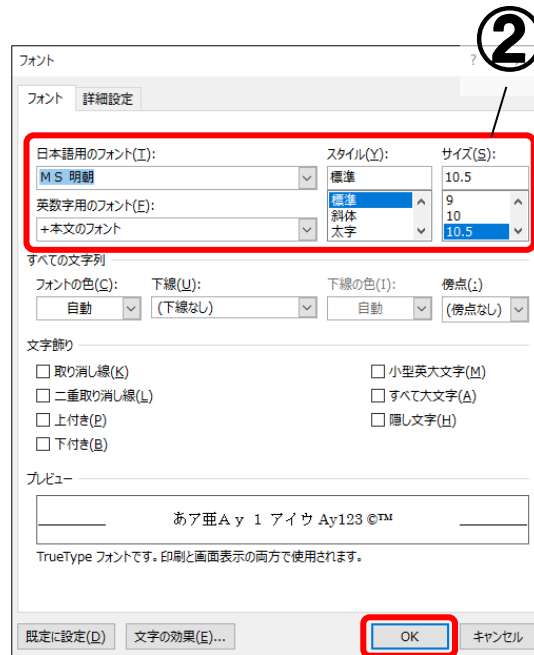 ②
フォント ?
フォント 詳細設定
日本語用のフォント(T): スタイル(Y): サイズ(S):
ＭＳ 明朝 標準 10.5
英数字用のフォント(F): 標準 9
+本文のフォント 斜体 10
太字 10.5
すべての文字列
フォントの色(C): 下線(U): 下線の色(I): 傍点(:)
自動 (下線なし) 自動 (傍点なし)
文字飾り
取り消し線(K) 小型英大文字(M)
二重取り消し線(L) すべて大文字(A)
上付き(P) 隠し文字(H)
下付き(B)
プレビュー
あア亜Ａｙ１アイウ Ay123 ©™
TrueType フォントです。印刷と画面表示の両方で使用されます。
既定に設定(D) 文字の効果(E)... OK キャンセル